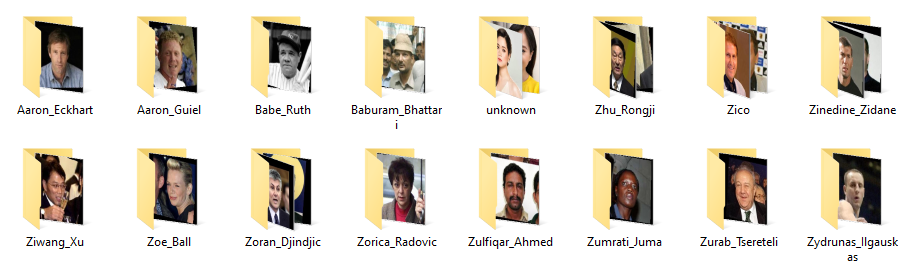 Aaron_Eckhart
Aaron_Guiel
Babe_Ruth
Baburam_Bhattar
i
unknown
Zhu_Rongji
Zico
Zinedine_Zidane
Ziwang_Xu
Zoe_Ball
Zoran_Djindjic
Zorica_Radovic
Zulfiqar_Ahmed
Zumrati_Juma
Zurab_Tsereteli
Zydrunas_Ilgausk
as